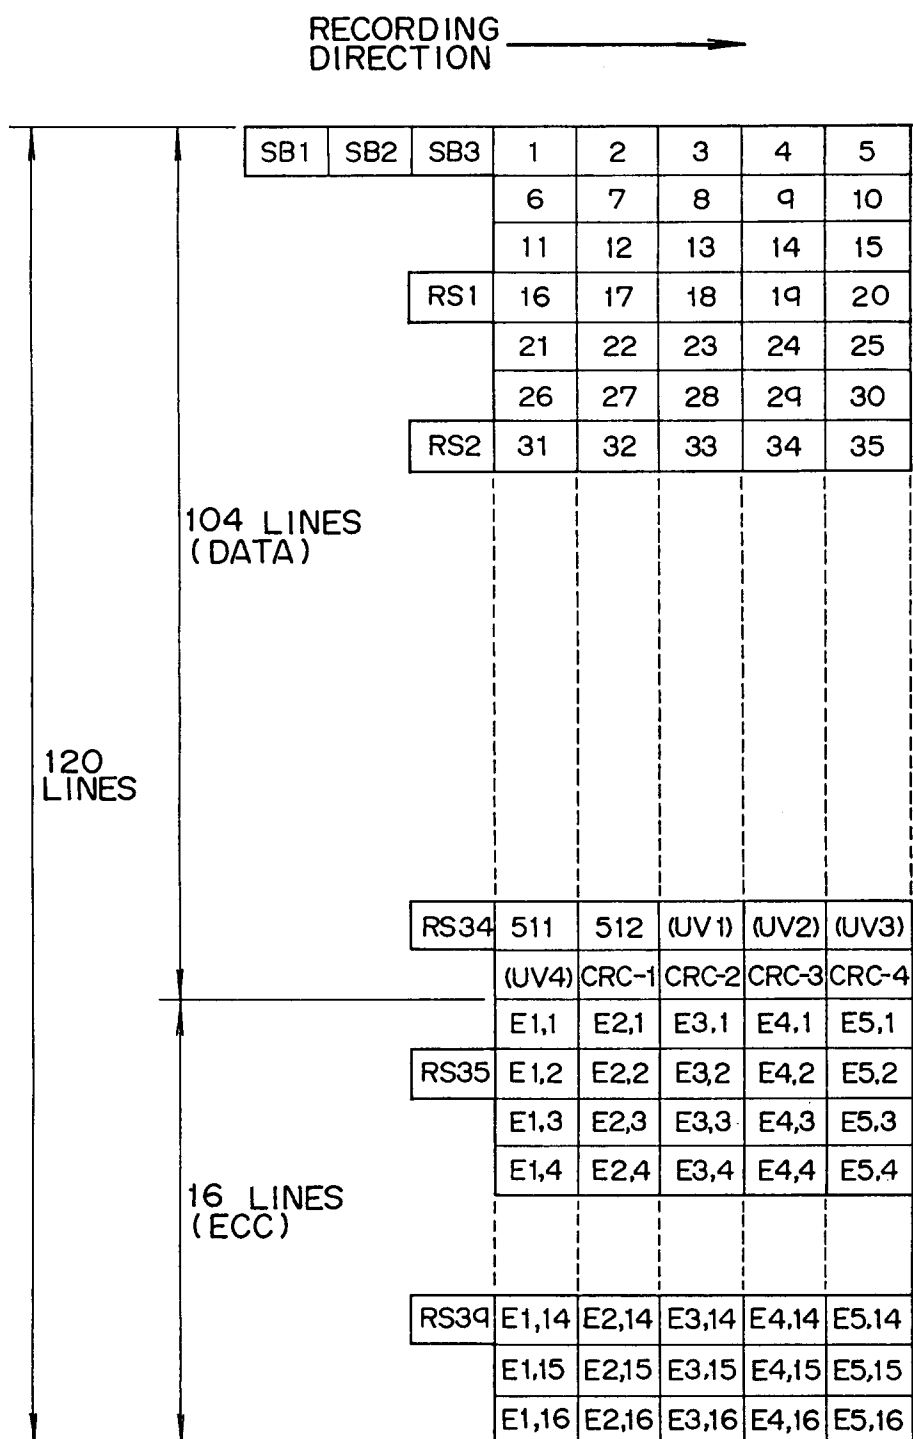 RECORDING
DIRECTION
SB1 SB2 SB3 1 2 3 4 5
6 7 8 9 10
11 12 13 14 15
RS1 16 17 18 19 20
21 22 23 24 25
26 27 28 29 30
RS2 31 32 33 34 35
104 LINES
(DATA)
120
LINES
RS34 511 512 (UV1) (UV2) (UV3)
(UV4) CRC-1 CRC-2 CRC-3 CRC-4
E1,1 E2,1 E3,1 E4,1 E5,1
RS35 E1,2 E2,2 E3,2 E4,2 E5,2
E1,3 E2,3 E3,3 E4,3 E5,3
E1,4 E2,4 E3,4 E4,4 E5,4
16 LINES
(ECC)
RS39 E1,14 E2,14 E3,14 E4,14 E5,14
E1,15 E2,15 E3,15 E4,15 E5,15
E1,16 E2,16 E3,16 E4,16 E5,16